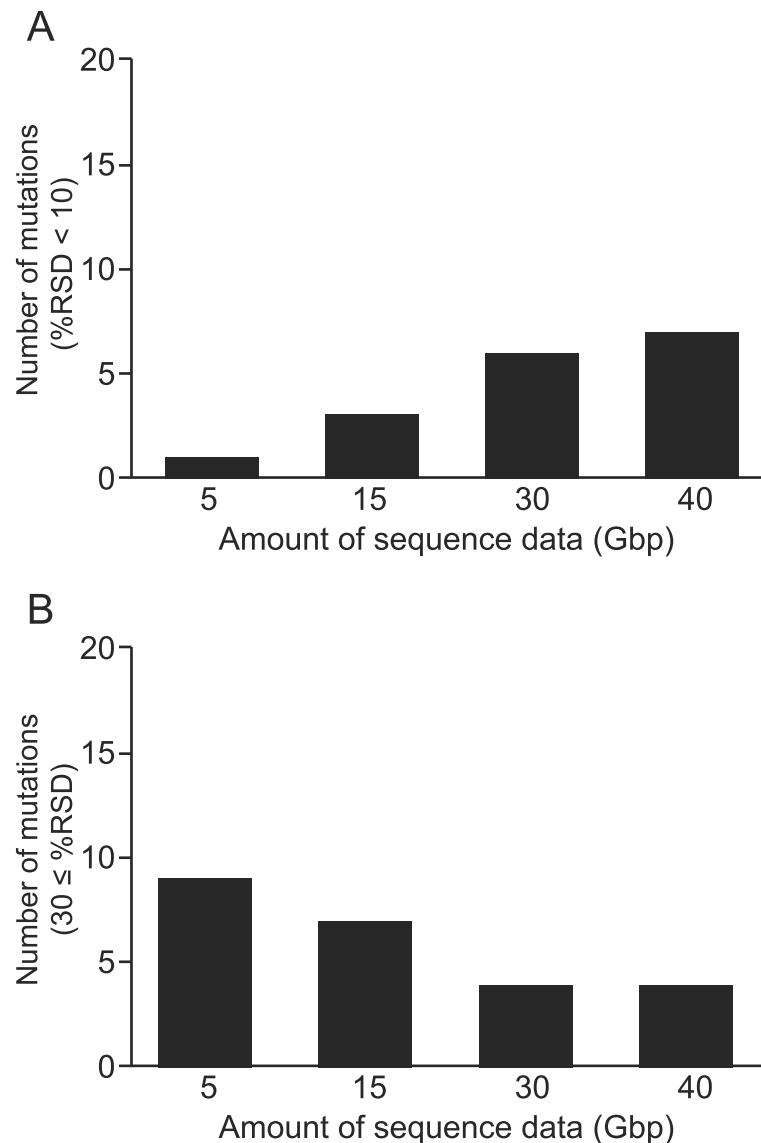 A
20
15
10
5
0
Number of mutations
(%RSD < 10)
5 15 30 40
Amount of sequence data (Gbp)
B
20
15
10
5
0
Number of mutations
(30 ≤ %RSD)
5 15 30 40
Amount of sequence data (Gbp)